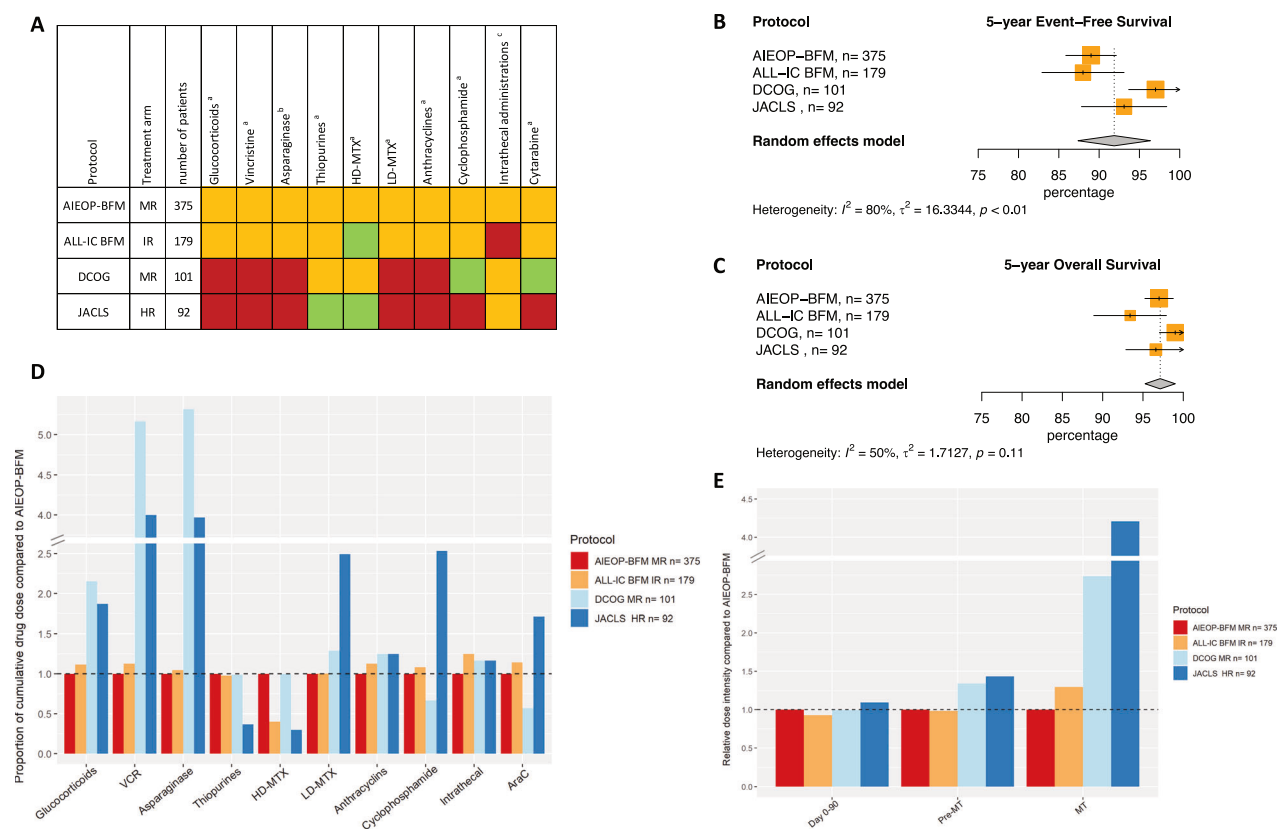 A
Protocol
Treatment arm
number of patients
Glucocorticoids a
Vincristine a
Asparaginase b
Thiopurines a
HD-MTX a
LD-MTX a
Anthracyclines a
Cyclophosphamide a
Intrathecal administrations c
Cytarabine a
AIEOP-BFM MR 375
ALL-IC BFM IR 179
DCOG MR 101
JACLS HR 92
B
Protocol 5-year Event-Free Survival
AIEOP-BFM, n= 375
ALL-IC BFM, n= 179
DCOG, n= 101
JACLS , n= 92
Random effects model
75 80 85 90 95 100
percentage
Heterogeneity: I² = 80%, τ² = 16.3344, p < 0.01
C
Protocol 5-year Overall Survival
AIEOP-BFM, n= 375
ALL-IC BFM, n= 179
DCOG, n= 101
JACLS , n= 92
Random effects model
75 80 85 90 95 100
percentage
Heterogeneity: I² = 50%, τ² = 1.7127, p = 0.11
D
Proportion of cumulative drug dose compared to AIEOP-BFM
5.0
4.5
4.0
2.5
2.0
1.5
1.0
0.5
0.0
Glucocorticoids
VCR
Asparaginase
Thiopurines
HD-MTX
LD-MTX
Anthracyclins
Cyclophosphamide
Intrathecal
AraC
Protocol
AIEOP-BFM MR n= 375
ALL-IC BFM IR n= 179
DCOG MR n= 101
JACLS HR n= 92
E
Relative dose intensity compared to AIEOP-BFM
4.5
4.0
2.5
2.0
1.5
1.0
0.5
0.0
Day 0-90
Pre-MT
MT
Protocol
AIEOP-BFM MR n= 375
ALL-IC BFM IR n= 179
DCOG MR n= 101
JACLS HR n= 92